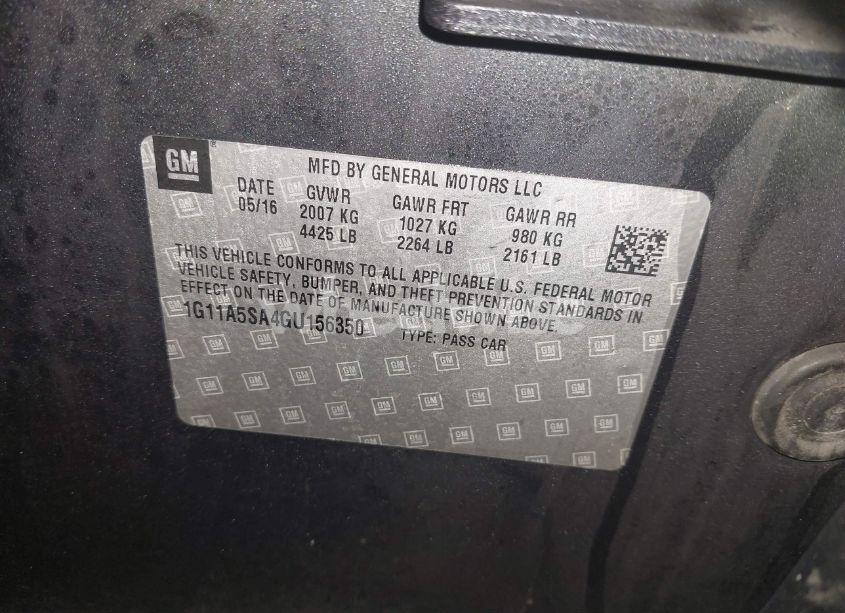 GM
MFD BY GENERAL MOTORS LLC
DATE GVWR GAWR FRT GAWR RR
05/16 2007 KG 1027 KG 980 KG
4425 LB 2264 LB 2161 LB
THIS VEHICLE CONFORMS TO ALL APPLICABLE U.S. FEDERAL MOTOR
VEHICLE SAFETY, BUMPER, AND THEFT PREVENTION STANDARDS IN
EFFECT ON THE DATE OF MANUFACTURE SHOWN ABOVE.
1G11A5SA4GU156350 TYPE: PASS CAR